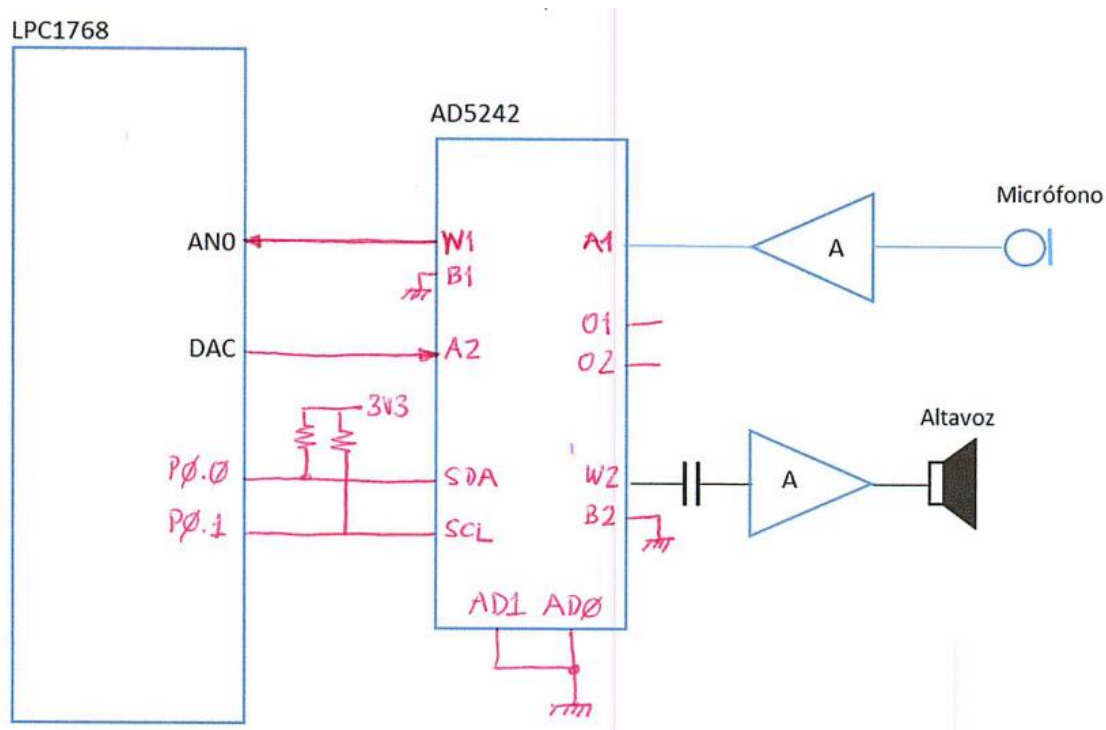 LPC1768
AD5242
Micrófono
AN0
W1
A1
A
B1
O1
DAC
A2
O2
3V3
Altavoz
PØ.Ø
SDA
W2
A
B2
PØ.1
SCL
AD1 ADØ